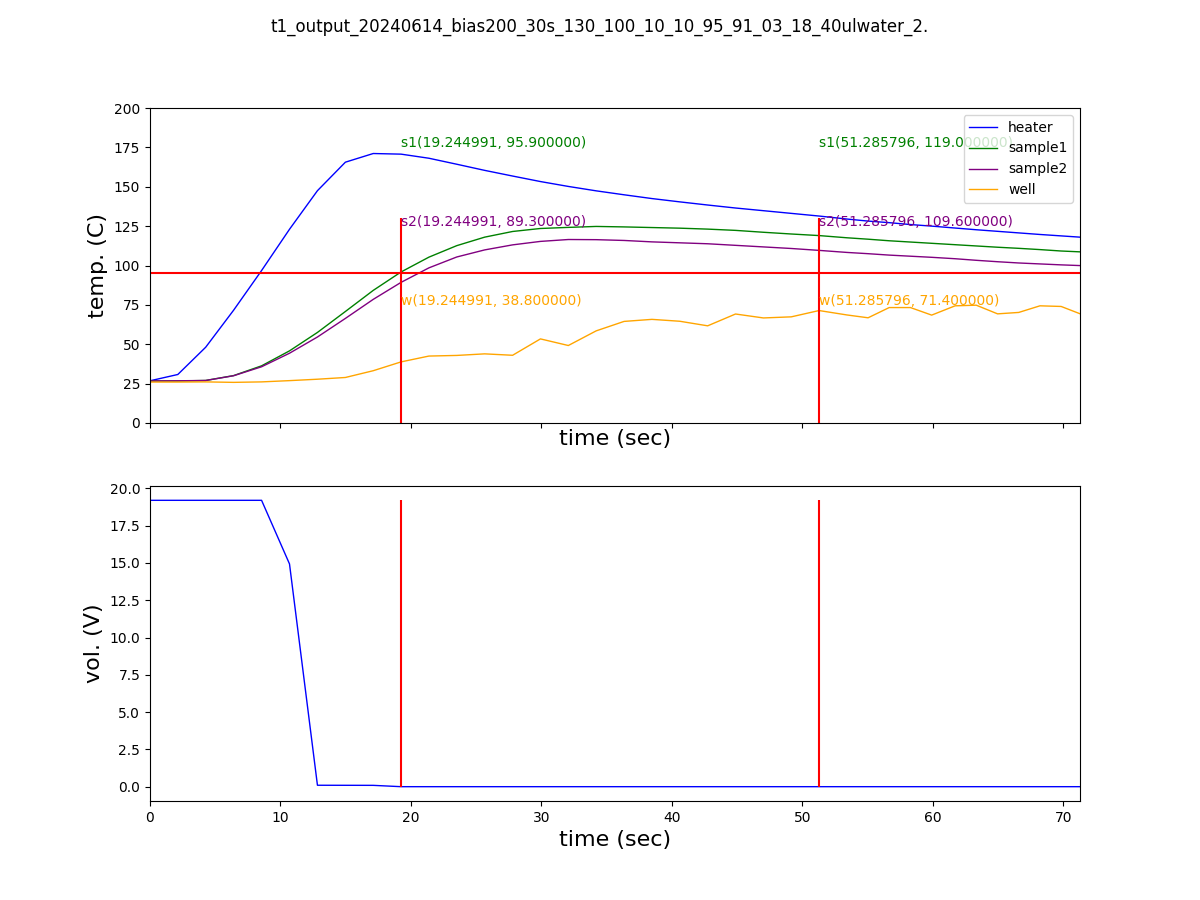 t1_output_20240614_bias200_30s_130_100_10_10_95_91_03_18_40ulwater_2.
200
175
150
125
100
75
50
25
0
temp. (C)
s1(19.244991, 95.900000)
s1(51.285796, 119.000000)
s2(19.244991, 89.300000)
s2(51.285796, 109.600000)
w(19.244991, 38.800000)
w(51.285796, 71.400000)
heater
sample1
sample2
well
time (sec)
20.0
17.5
15.0
12.5
10.0
7.5
5.0
2.5
0.0
vol. (V)
0 10 20 30 40 50 60 70
time (sec)